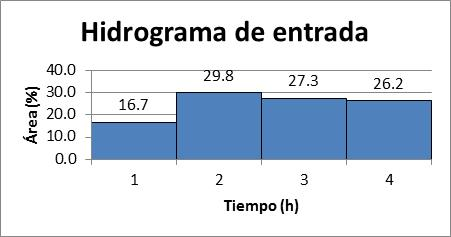 Hidrograma de entrada
Área (%)
40.0
30.0
20.0
10.0
0.0
16.7
29.8
27.3
26.2
1 2 3 4
Tiempo (h)